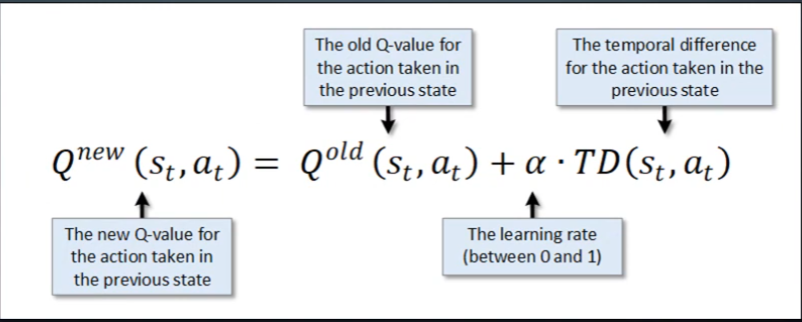 The old Q-value for
the action taken in
the previous state
The temporal difference
for the action taken in the
previous state
Q^new (s_t, a_t) = Q^old (s_t, a_t) + α · TD(s_t, a_t)
The new Q-value for
the action taken in
the previous state
The learning rate
(between 0 and 1)